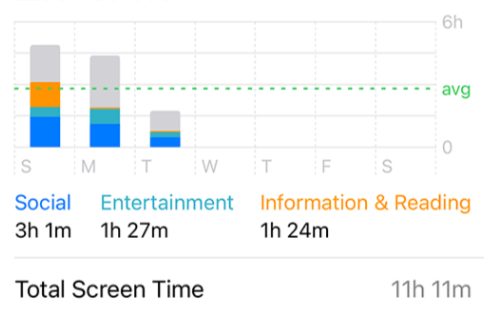 6h
avg
0
S M T W T F S
Social Entertainment Information & Reading
3h 1m 1h 27m 1h 24m
Total Screen Time 11h 11m